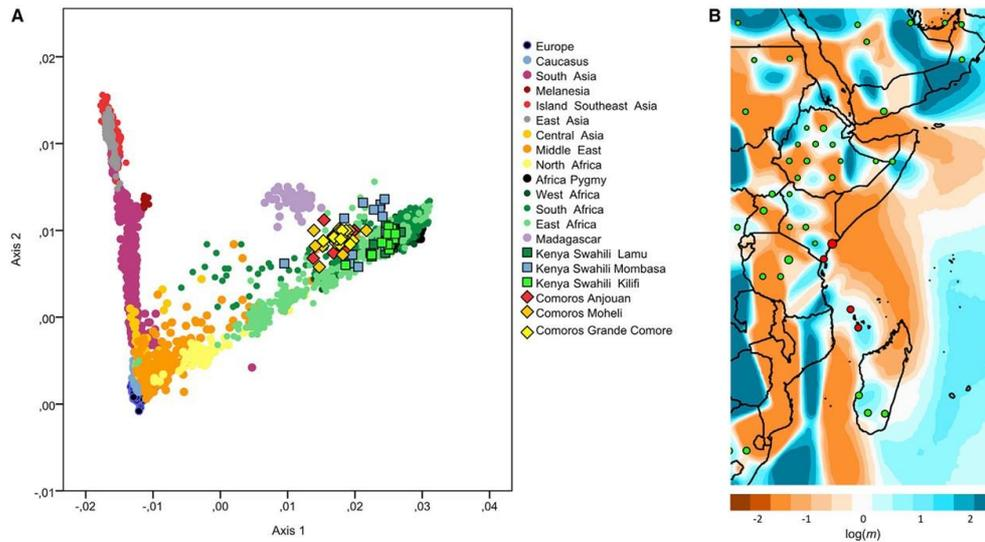 A
,02
,01
,01
,00
,00
-,01
-,02
-,01
,00
,01
,02
,03
,04
Axis 1
Axis 2
Europe
Caucasus
South Asia
Melanesia
Island Southeast Asia
East Asia
Central Asia
Middle East
North Africa
Africa Pygmy
West Africa
South Africa
East Africa
Madagascar
Kenya Swahili Lamu
Kenya Swahili Mombasa
Kenya Swahili Kilifi
Comoros Anjouan
Comoros Moheli
Comoros Grande Comore
B
-2
-1
0
1
2
log(m)